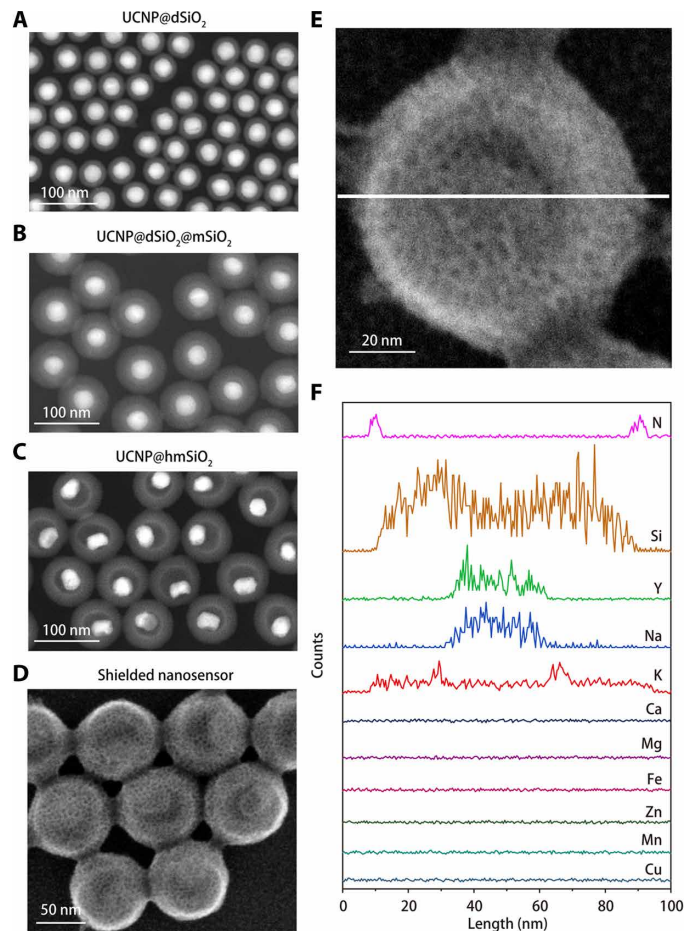 A
UCNP@dSiO₂
100 nm
B
UCNP@dSiO₂@mSiO₂
100 nm
C
UCNP@hmSiO₂
100 nm
D
Shielded nanosensor
50 nm
E
20 nm
F
N
Si
Y
Na
K
Ca
Mg
Fe
Zn
Mn
Cu
Counts
0 20 40 60 80 100
Length (nm)